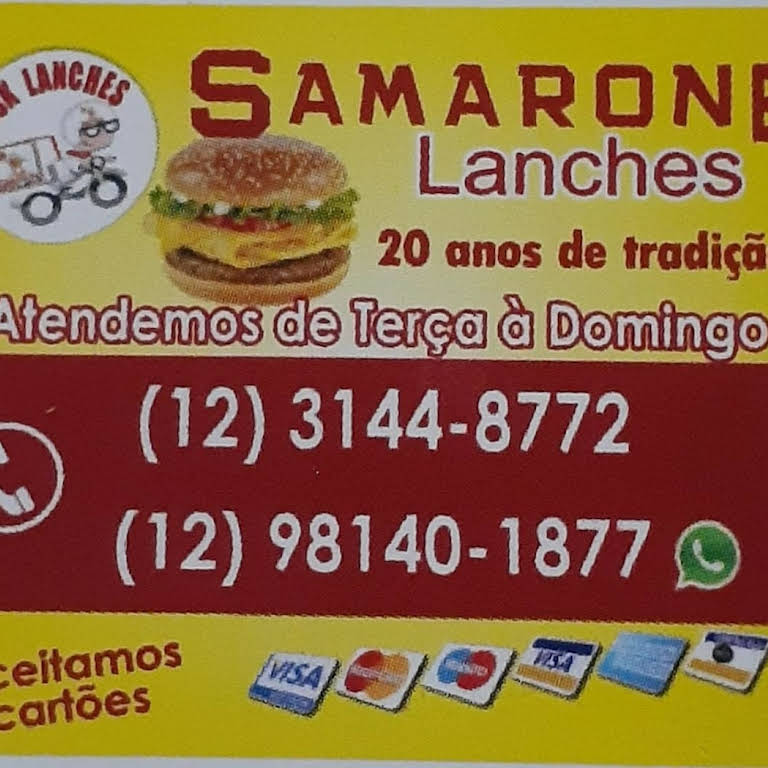 LANCHES
SAMARONE
Lanches
20 anos de tradiçã
Atendemos de Terça à Domingo
(12) 3144-8772
(12) 98140-1877
ceitamos
cartões
VISA
VISA